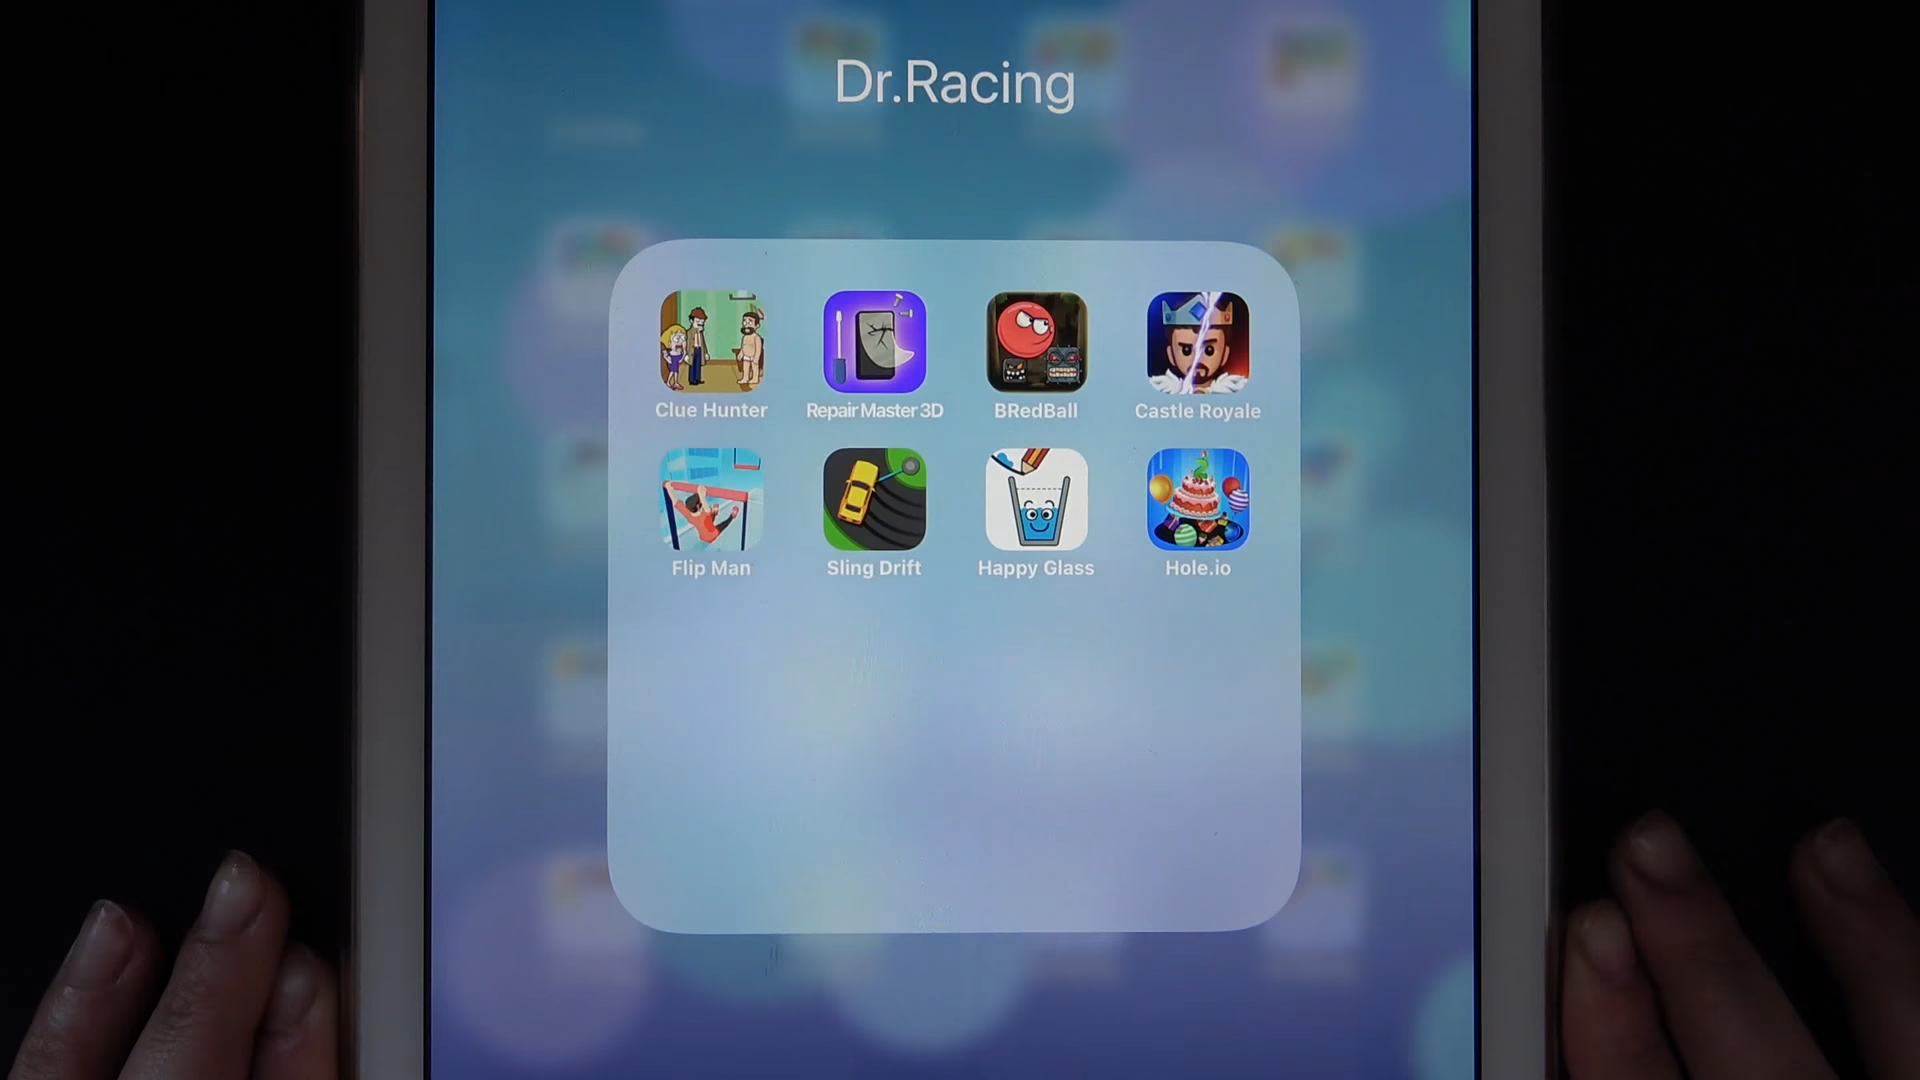 Dr.Racing
Clue Hunter
Repair Master 3D
BRedBall
Castle Royale
Flip Man
Sling Drift
Happy Glass
Hole.io